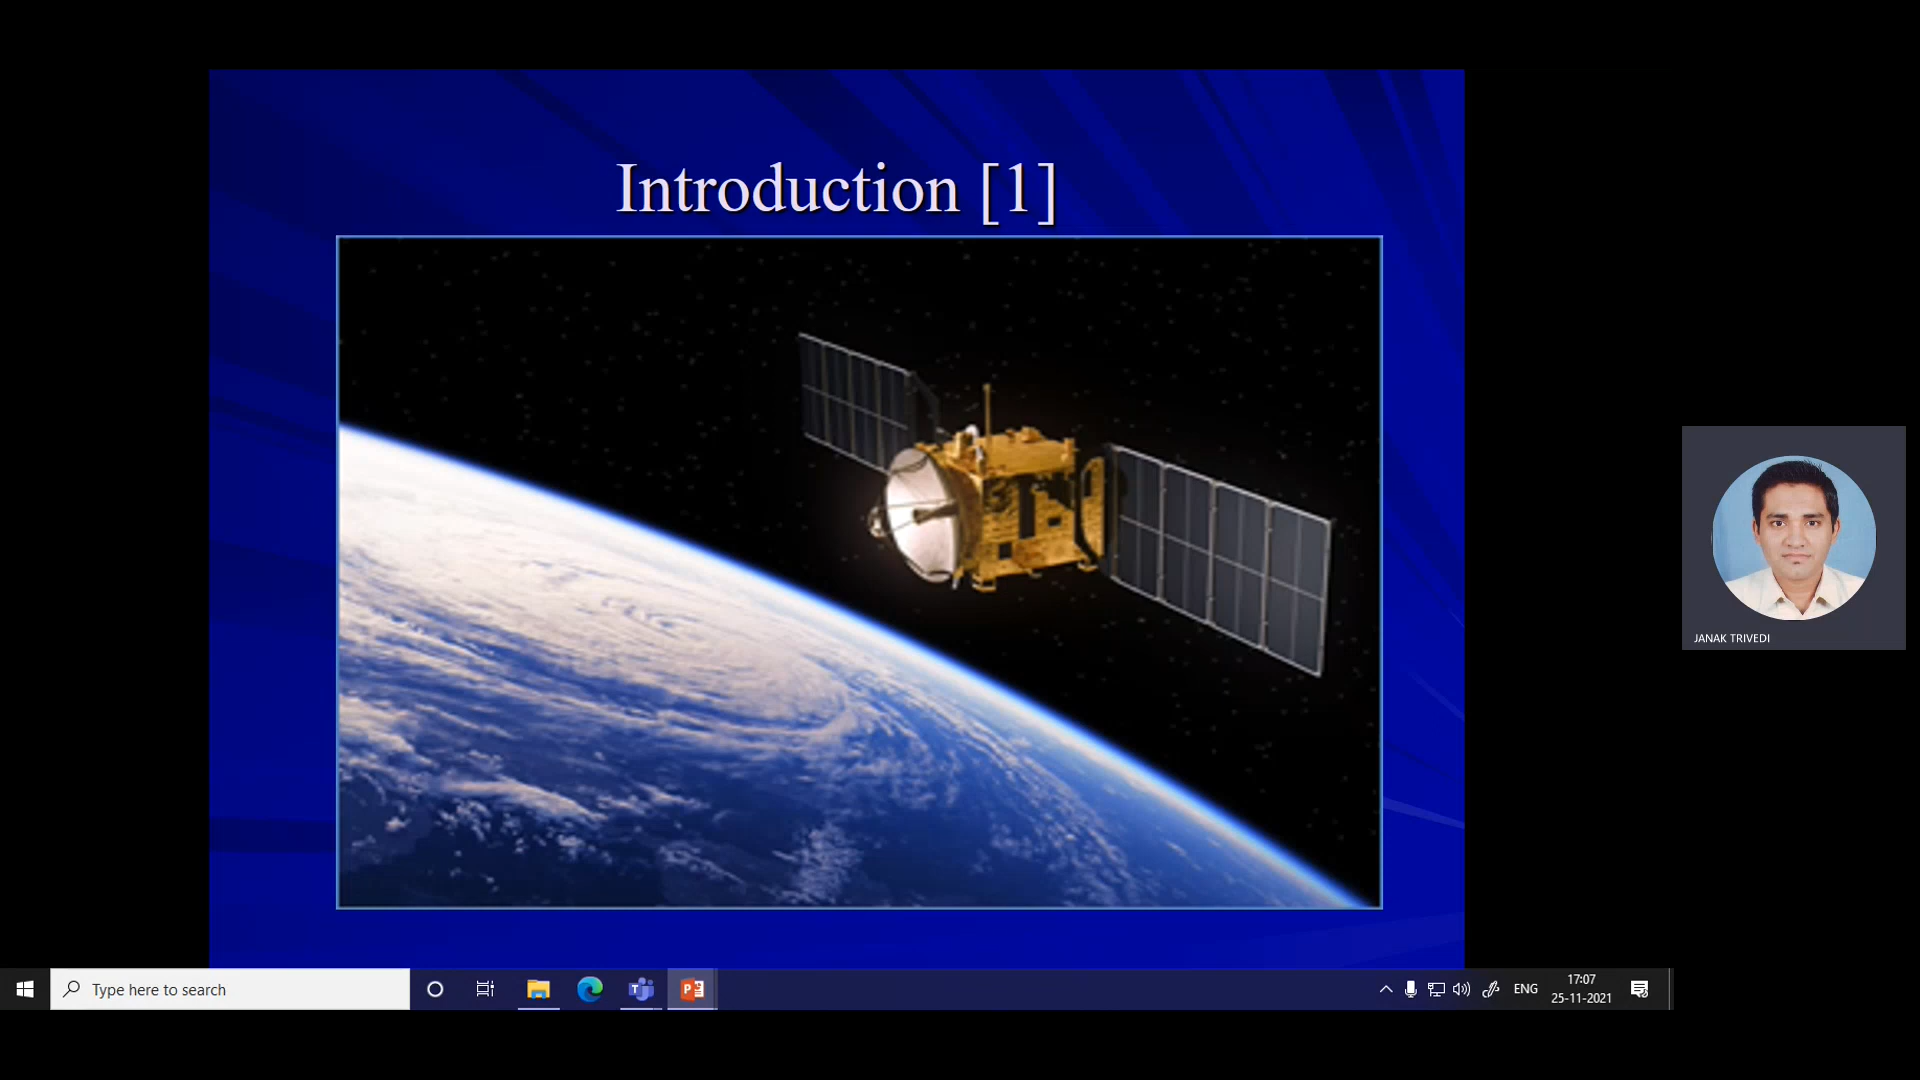 Introduction [1]
JANAK TRIVEDI
Type here to search
ENG
17:07
25-11-2021